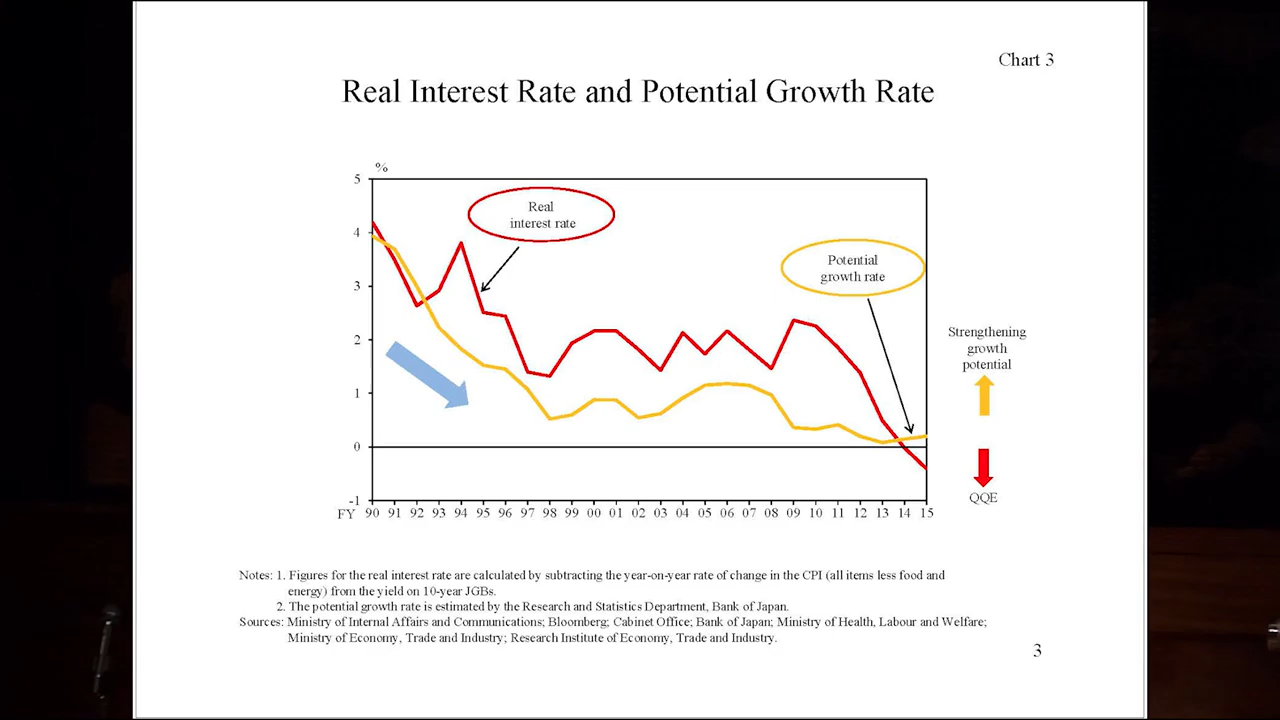 Chart 3
Real Interest Rate and Potential Growth Rate
%
5
4
3
2
1
0
-1
Real
interest rate
Potential
growth rate
Strengthening
growth
potential
QQE
FY 90 91 92 93 94 95 96 97 98 99 00 01 02 03 04 05 06 07 08 09 10 11 12 13 14 15
Notes: 1. Figures for the real interest rate are calculated by subtracting the year-on-year rate of change in the CPI (all items less food and
energy) from the yield on 10-year JGBs.
2. The potential growth rate is estimated by the Research and Statistics Department, Bank of Japan.
Sources: Ministry of Internal Affairs and Communications; Bloomberg; Cabinet Office; Bank of Japan; Ministry of Health, Labour and Welfare;
Ministry of Economy, Trade and Industry; Research Institute of Economy, Trade and Industry.
3